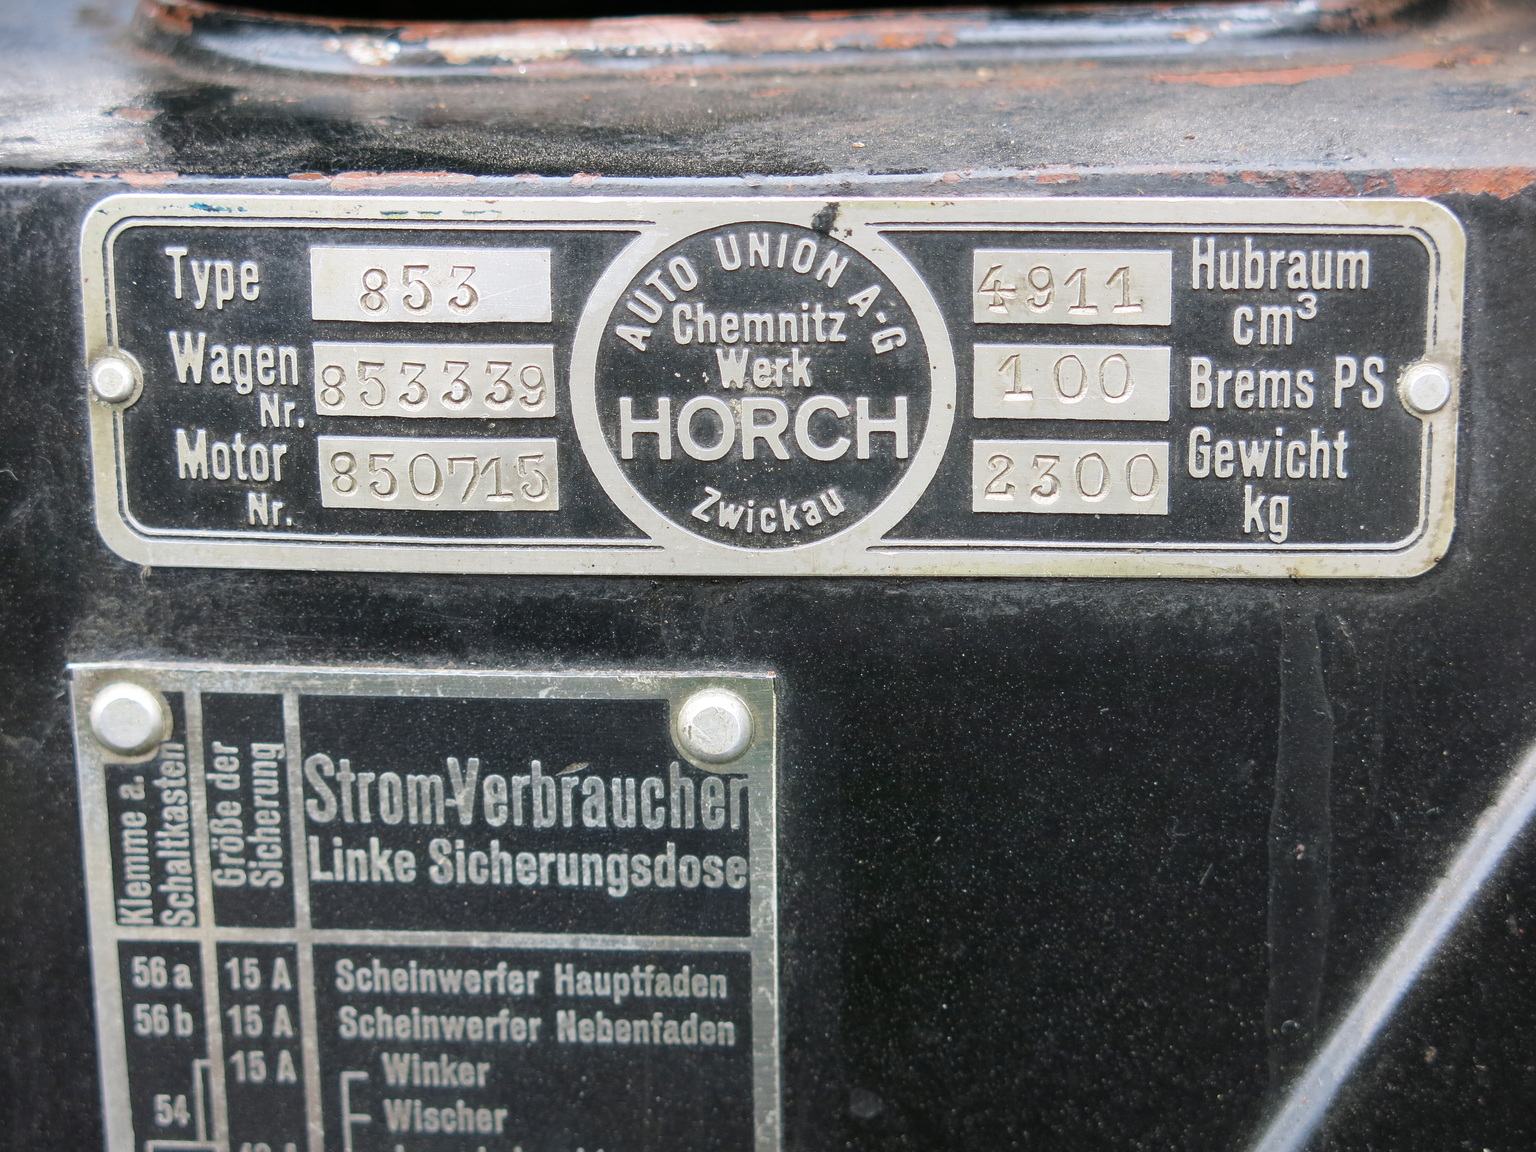 Type 853
Wagen Nr. 853339
Motor Nr. 850715
AUTO UNION A-G
Chemnitz
Werk
HORCH
Zwickau
4911 Hubraum cm³
100 Brems PS
2300 Gewicht kg
Klemme a. Schaltkasten
Größe der Sicherung
Strom-Verbraucher
Linke Sicherungsdose
56 a 15 A Scheinwerfer Hauptfaden
56 b 15 A Scheinwerfer Nebenfaden
15 A Winker
54 Wischer